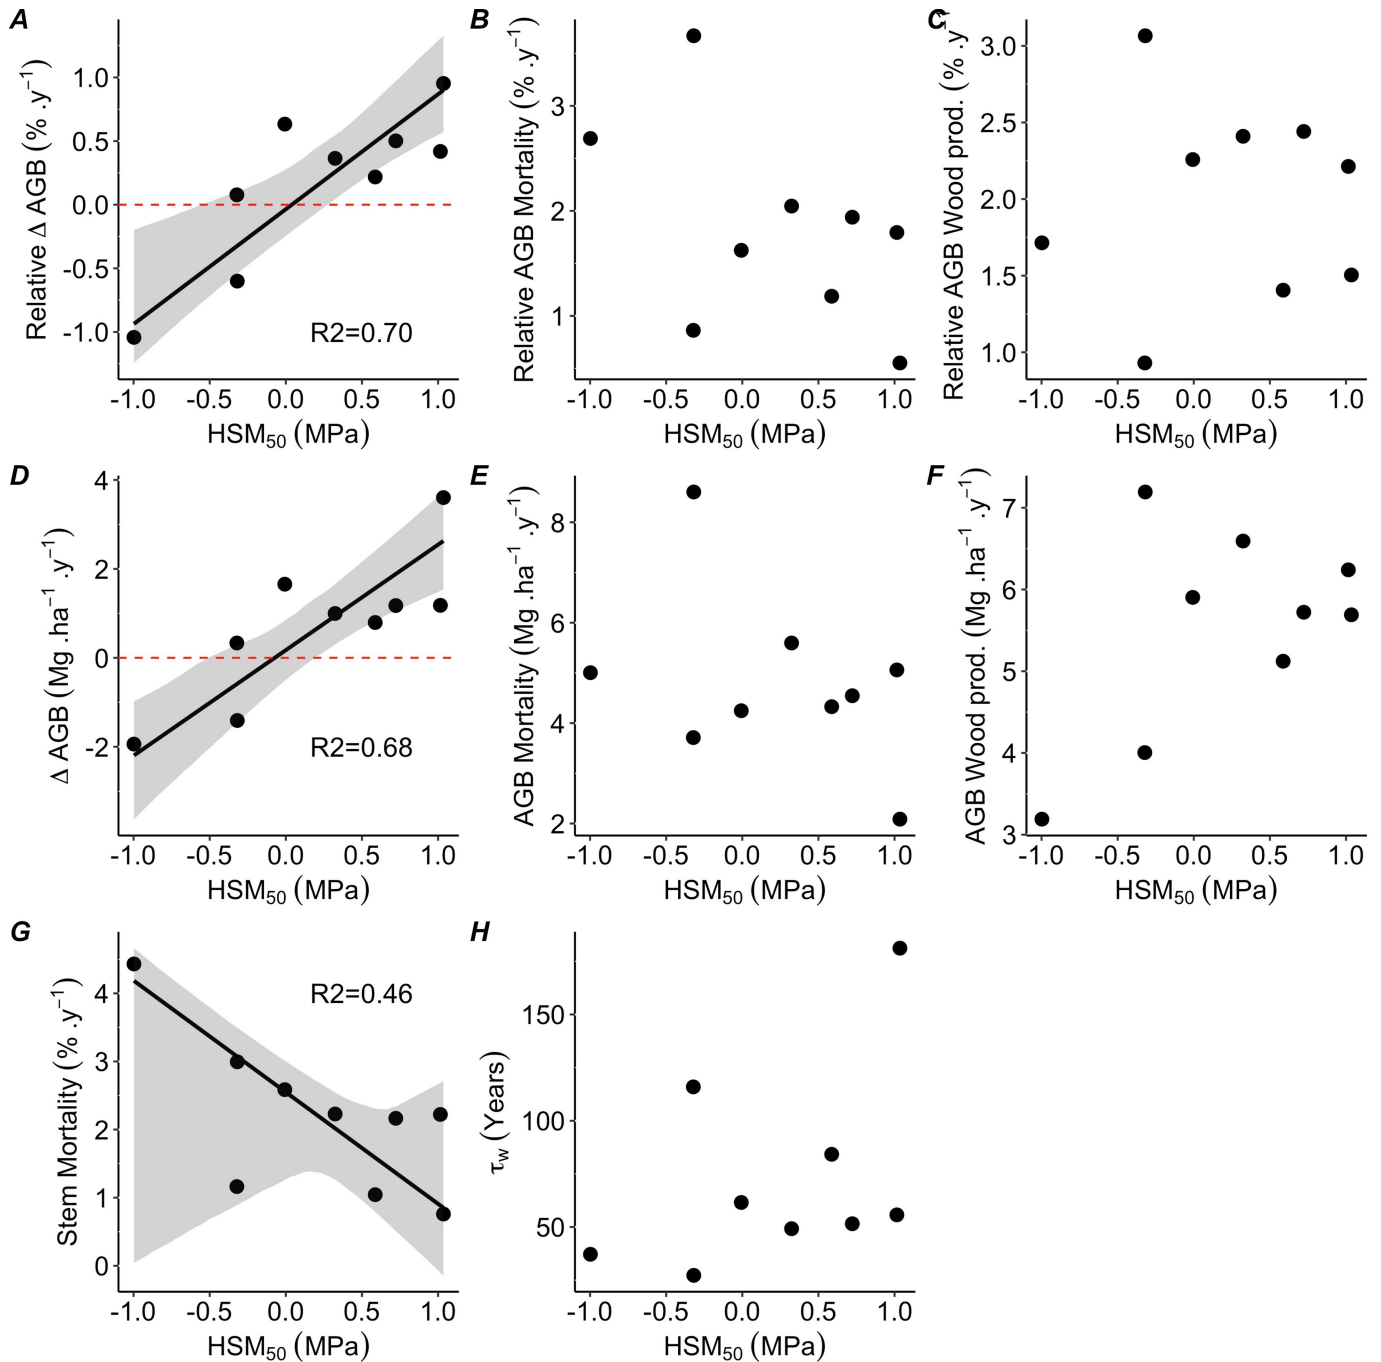 A
Relative Δ AGB (% .y⁻¹)
1.0
0.5
0.0
-0.5
-1.0
R2=0.70
-1.0 -0.5 0.0 0.5 1.0
HSM₅₀ (MPa)
B
Relative AGB Mortality (% .y⁻¹)
3
2
1
-1.0 -0.5 0.0 0.5 1.0
HSM₅₀ (MPa)
C
Relative AGB Wood prod. (% .y⁻¹
3.0
2.5
2.0
1.5
1.0
-1.0 -0.5 0.0 0.5 1.0
HSM₅₀ (MPa)
D
Δ AGB (Mg .ha⁻¹ .y⁻¹)
4
2
0
-2
R2=0.68
-1.0 -0.5 0.0 0.5 1.0
HSM₅₀ (MPa)
E
AGB Mortality (Mg .ha⁻¹ .y⁻¹)
8
6
4
2
-1.0 -0.5 0.0 0.5 1.0
HSM₅₀ (MPa)
F
AGB Wood prod. (Mg .ha⁻¹ .y⁻¹)
7
6
5
4
3
-1.0 -0.5 0.0 0.5 1.0
HSM₅₀ (MPa)
G
Stem Mortality (% .y⁻¹)
4
3
2
1
0
R2=0.46
-1.0 -0.5 0.0 0.5 1.0
HSM₅₀ (MPa)
H
τw (Years)
150
100
50
-1.0 -0.5 0.0 0.5 1.0
HSM₅₀ (MPa)